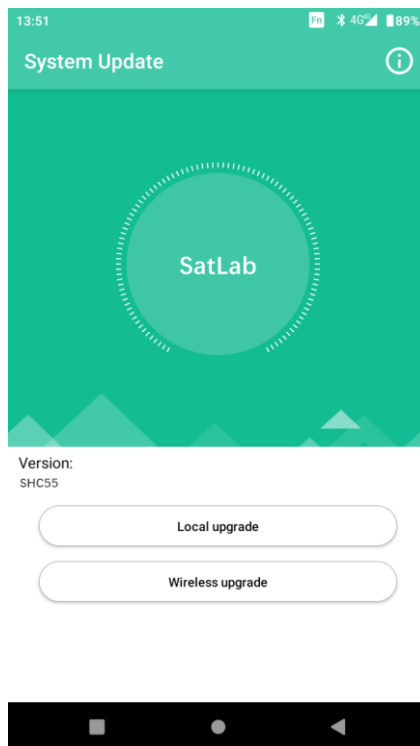 13:51
Fn 4G 89%
System Update
SatLab
Version:
SHC55
Local upgrade
Wireless upgrade